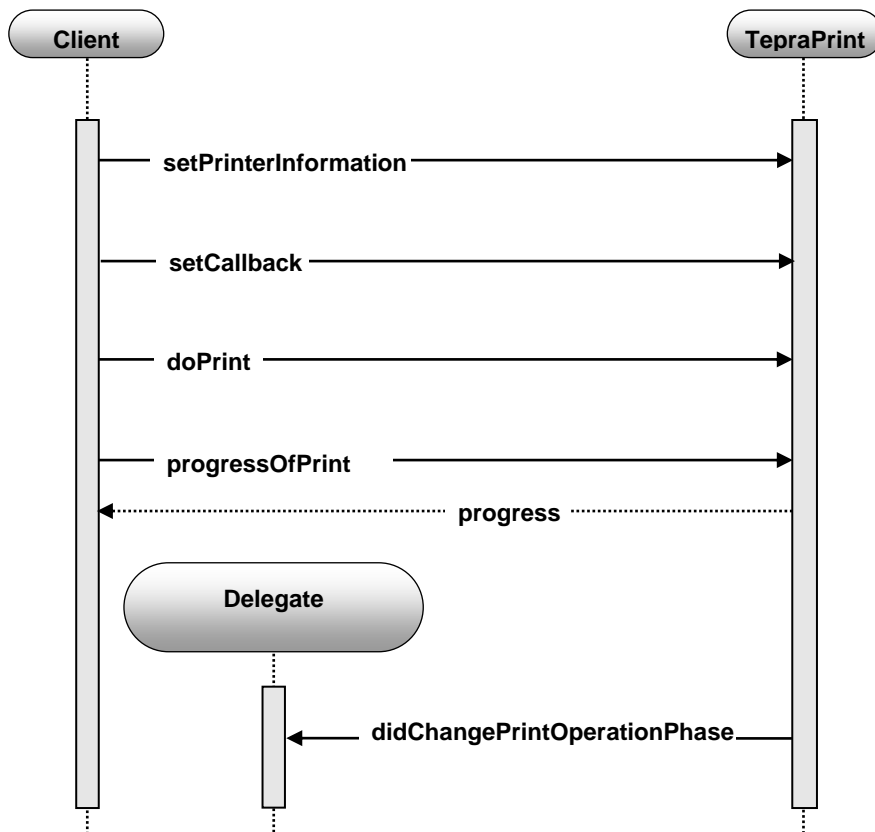 Client
TepraPrint
setPrinterInformation
setCallback
doPrint
progressOfPrint
progress
Delegate
didChangePrintOperationPhase